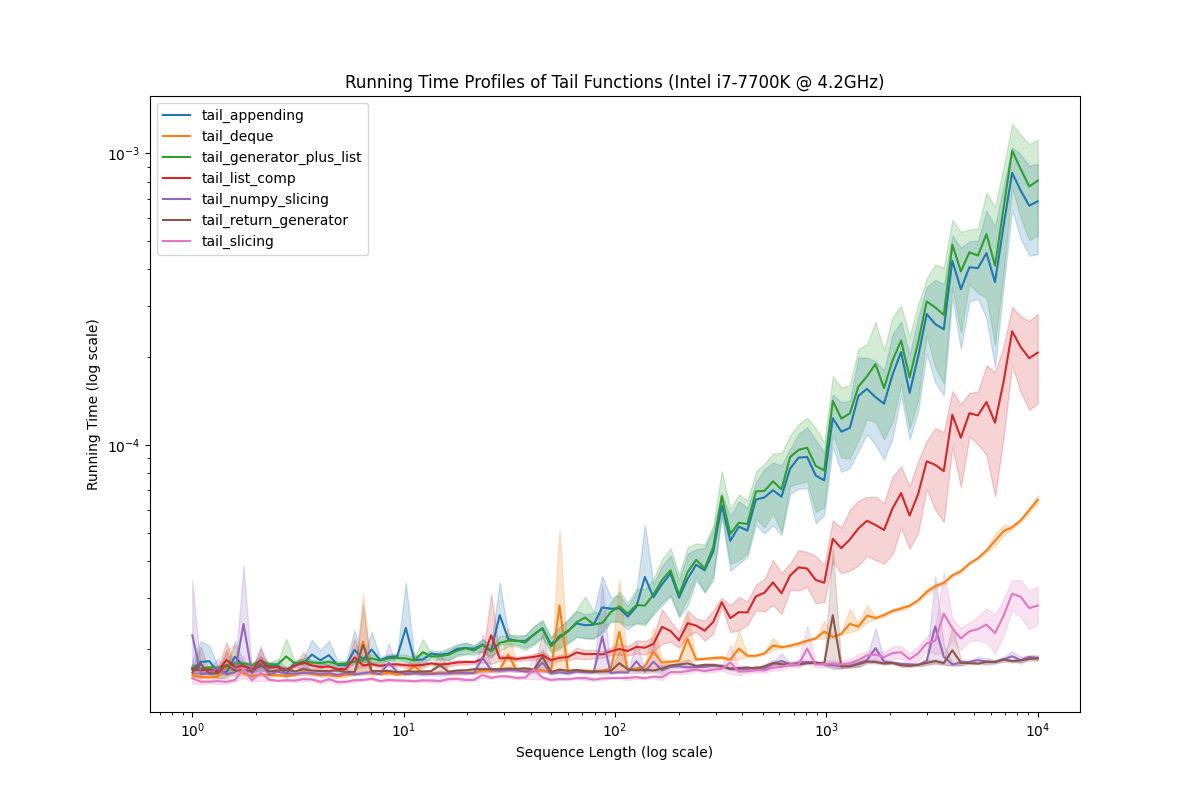 Running Time Profiles of Tail Functions (Intel i7-7700K @ 4.2GHz)
tail_appending
tail_deque
tail_generator_plus_list
tail_list_comp
tail_numpy_slicing
tail_return_generator
tail_slicing
10⁻³
10⁻⁴
Running Time (log scale)
10⁰ 10¹ 10² 10³ 10⁴
Sequence Length (log scale)